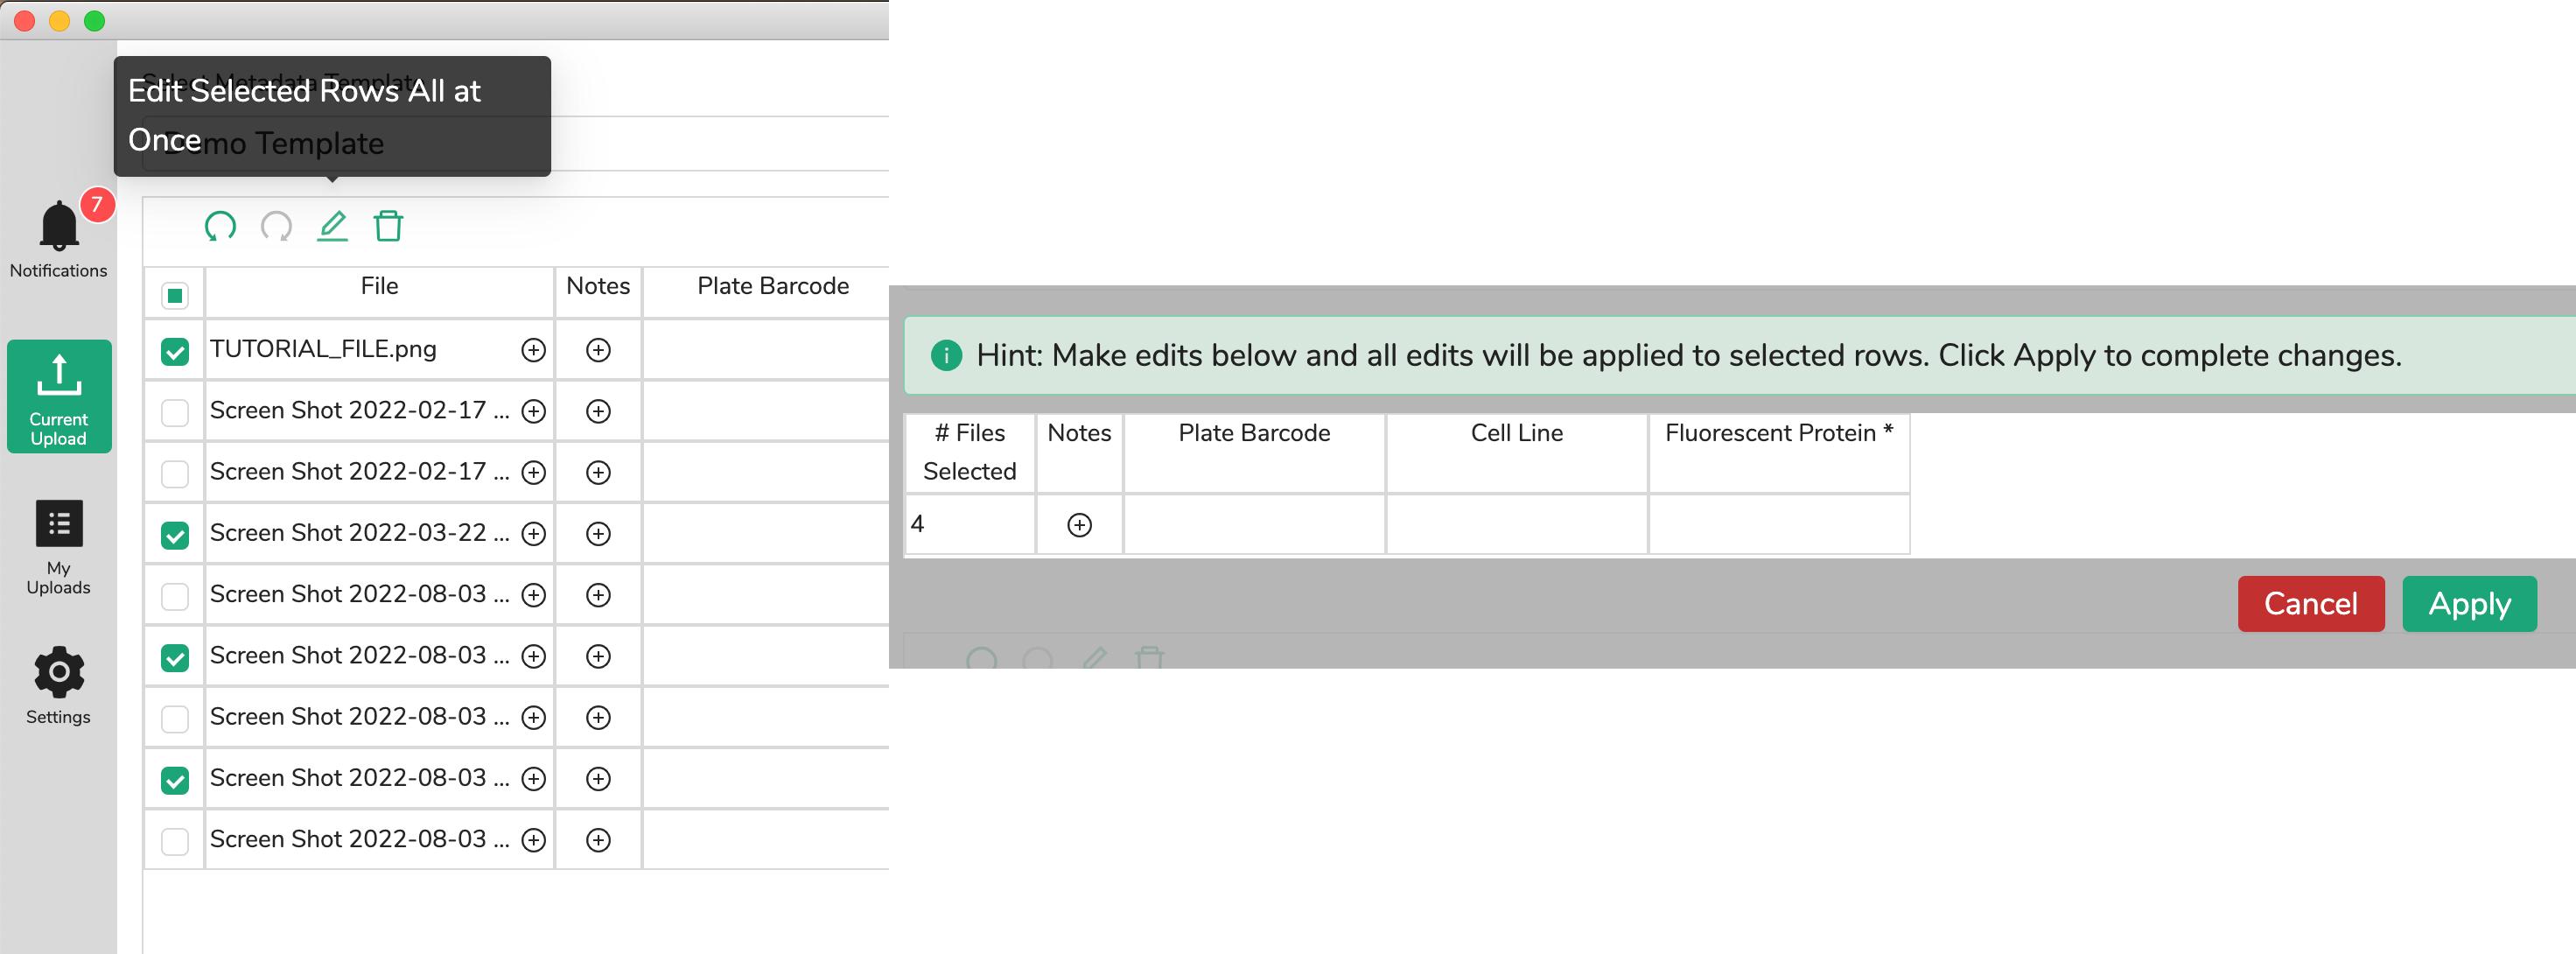 Select Metadata Template
Edit Selected Rows All at
Once
Demo Template
7
Notifications
Current
Upload
My
Uploads
Settings
File Notes Plate Barcode
TUTORIAL_FILE.png
Screen Shot 2022-02-17 ...
Screen Shot 2022-02-17 ...
Screen Shot 2022-03-22 ...
Screen Shot 2022-08-03 ...
Screen Shot 2022-08-03 ...
Screen Shot 2022-08-03 ...
Screen Shot 2022-08-03 ...
Screen Shot 2022-08-03 ...
Hint: Make edits below and all edits will be applied to selected rows. Click Apply to complete changes.
# Files Notes Plate Barcode Cell Line Fluorescent Protein *
Selected
4
Cancel Apply